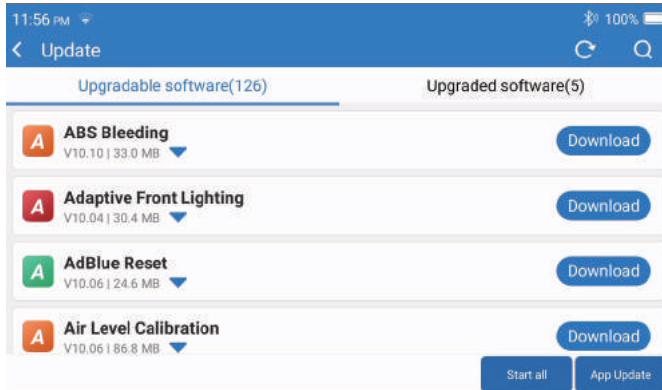 11:56 PM 100%
Update
Upgradable software(126) Upgraded software(5)
A ABS Bleeding
V10.10 | 33.0 MB
Download
A Adaptive Front Lighting
V10.04 | 30.4 MB
Download
A AdBlue Reset
V10.06 | 24.6 MB
Download
A Air Level Calibration
V10.06 | 86.8 MB
Download
Start all App Update